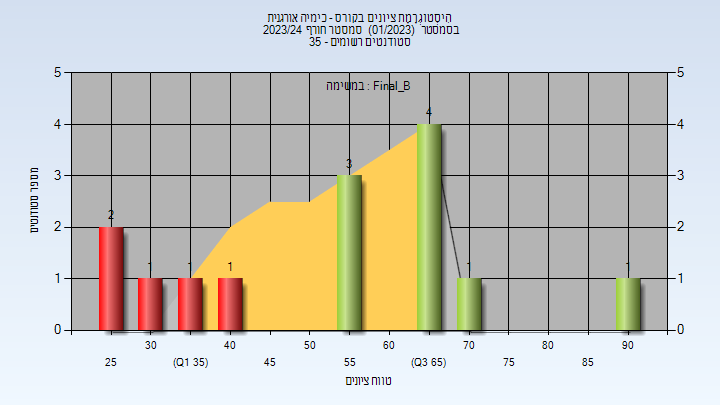 הִיסְטוֹגְרַמַּת ציונים בקורס - כימיה אורגנית
בסמסטר (01/2023) סמסטר חורף 2023/24
סטודנטים רשומים - 35
במשימה : Final_B
5 5
4 4 4
3 3 3
2 2 2
1 1 1 1 1 1 1
0 0
מספר סטודנטים
30 40 50 60 70 80 90
25 (Q1 35) 45 55 (Q3 65) 75 85
טווח ציונים